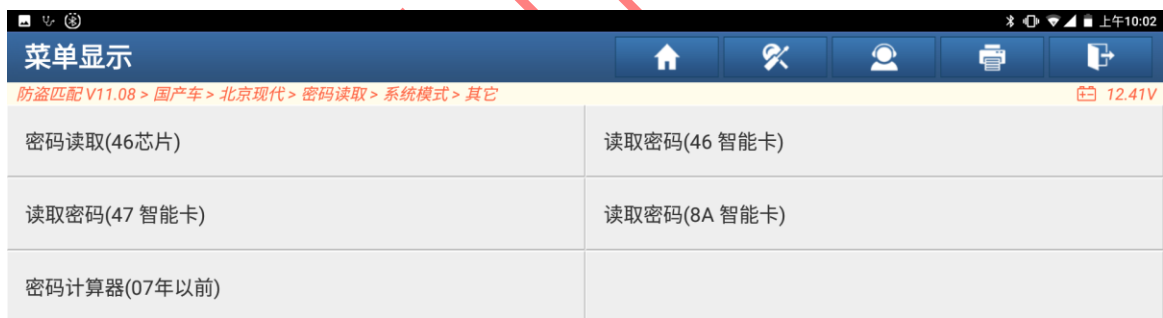 上午10:02
菜单显示
防盗匹配 V11.08 > 国产车 > 北京现代 > 密码读取 > 系统模式 > 其它
12.41V
密码读取(46芯片)
读取密码(46 智能卡)
读取密码(47 智能卡)
读取密码(8A 智能卡)
密码计算器(07年以前)